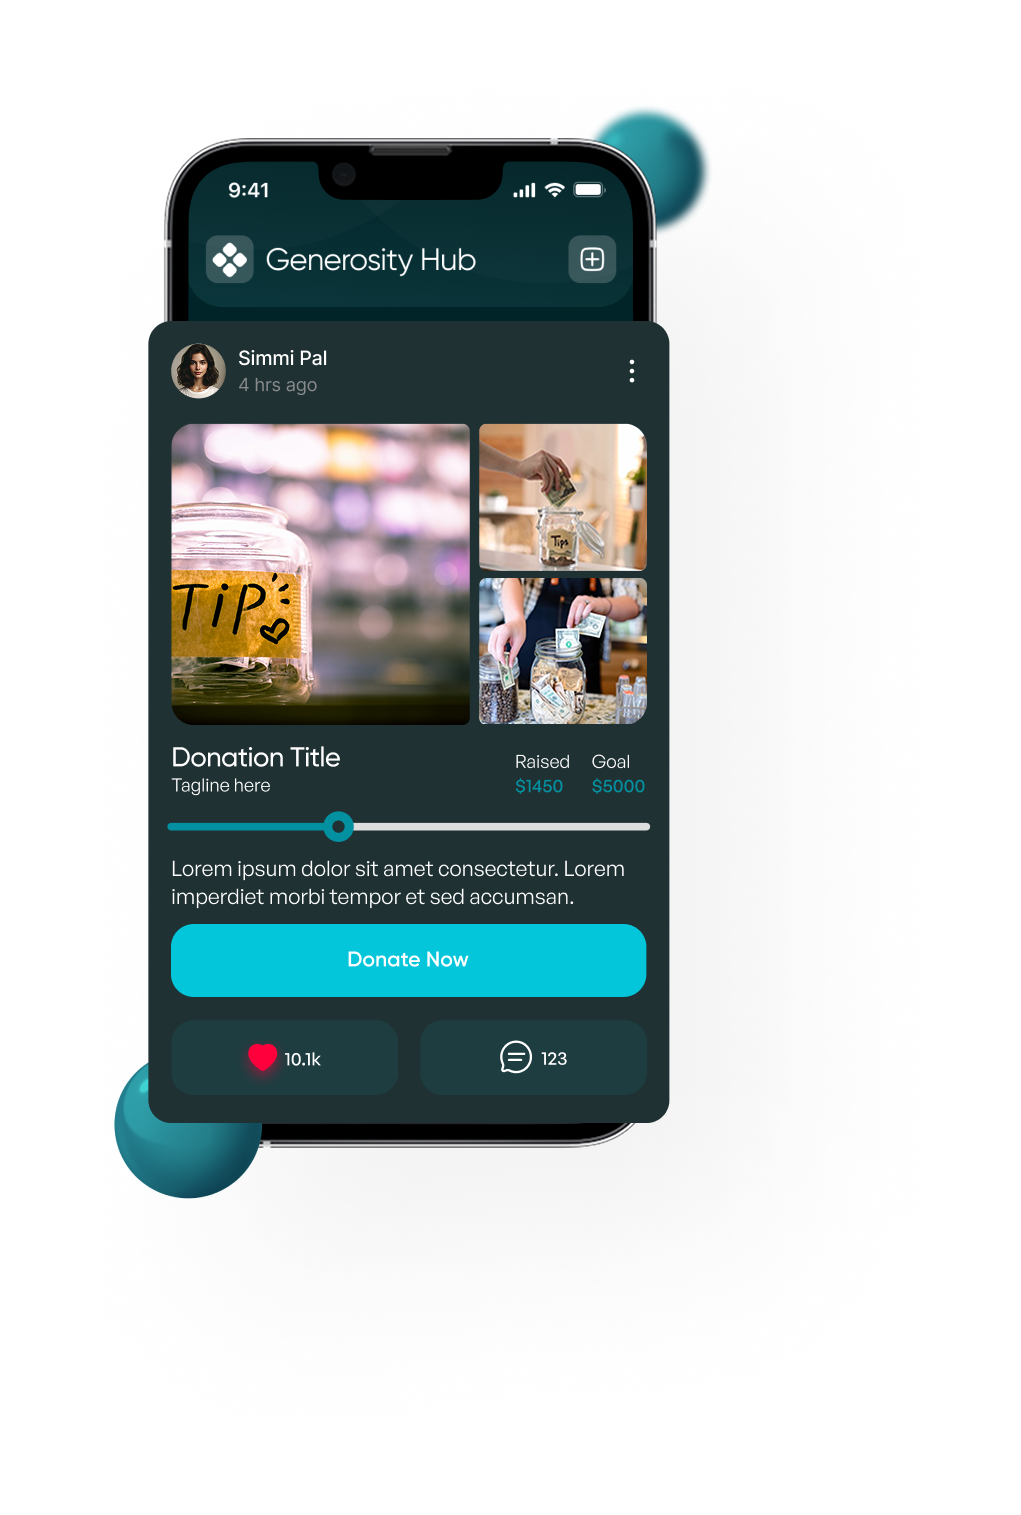 9:41
Generosity Hub
Simmi Pal
4 hrs ago
TiP
Tips
Donation Title
Tagline here
Raised
Goal
$1450
$5000
Lorem ipsum dolor sit amet consectetur. Lorem
imperdiet morbi tempor et sed accumsan.
Donate Now
10.1k
123